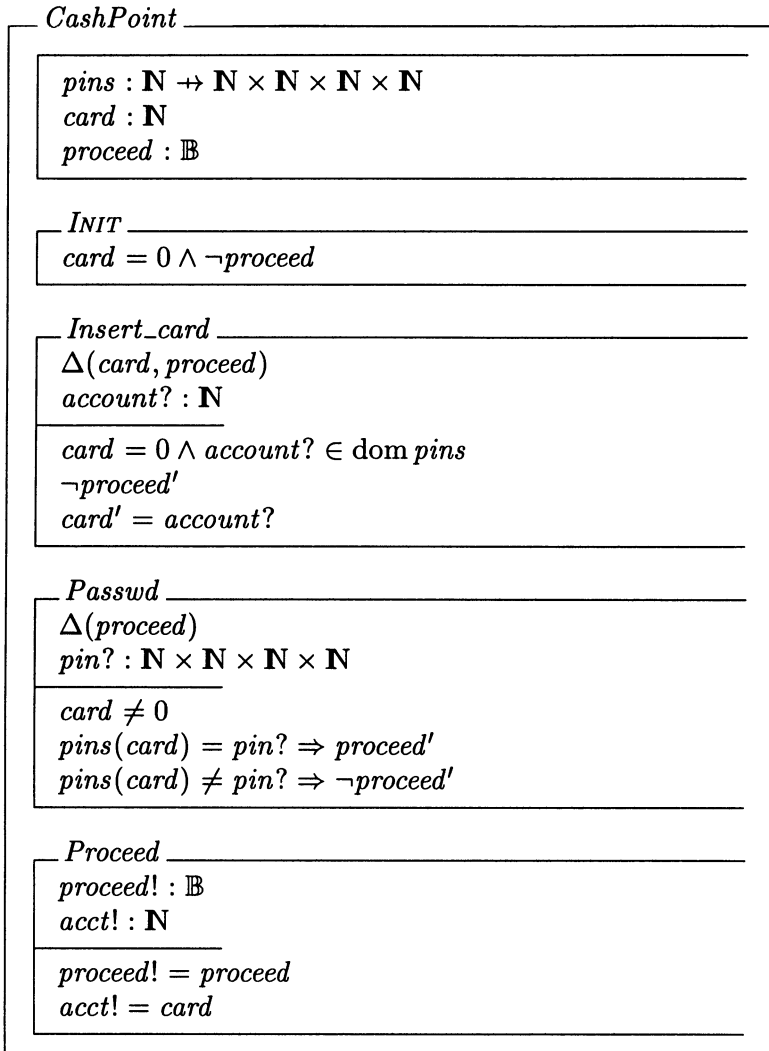 CashPoint
pins : ℕ ⇸ ℕ × ℕ × ℕ × ℕ
card : ℕ
proceed : 𝔹
INIT
card = 0 ∧ ¬proceed
Insert_card
Δ(card, proceed)
account? : ℕ
card = 0 ∧ account? ∈ dom pins
¬proceed′
card′ = account?
Passwd
Δ(proceed)
pin? : ℕ × ℕ × ℕ × ℕ
card ≠ 0
pins(card) = pin? ⇒ proceed′
pins(card) ≠ pin? ⇒ ¬proceed′
Proceed
proceed! : 𝔹
acct! : ℕ
proceed! = proceed
acct! = card